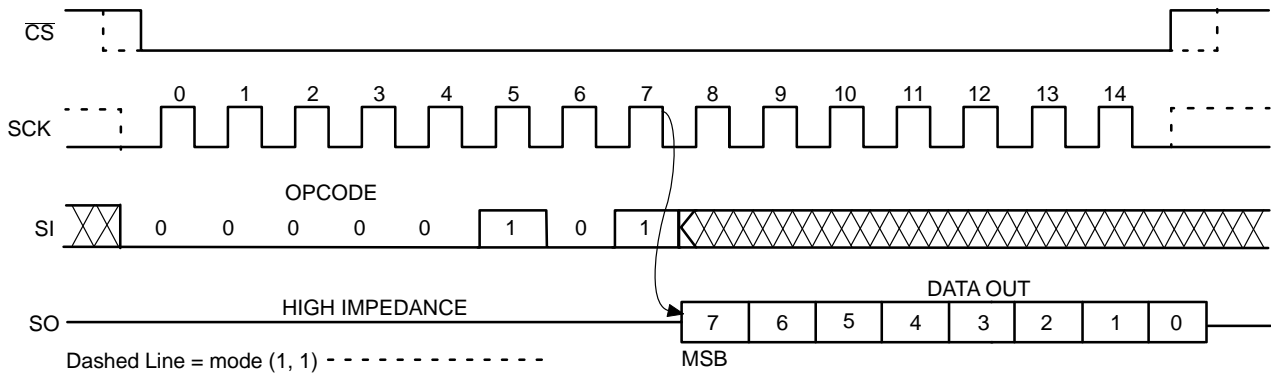 CS
SCK
0 1 2 3 4 5 6 7 8 9 10 11 12 13 14
OPCODE
SI
0 0 0 0 0 1 0 1
HIGH IMPEDANCE
DATA OUT
SO
7 6 5 4 3 2 1 0
Dashed Line = mode (1, 1)
MSB